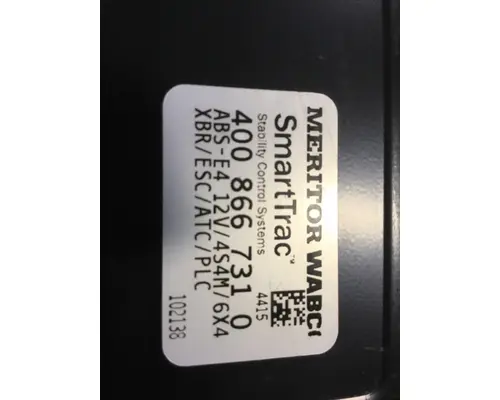 MERITOR WABCO
SmartTrac™
Stability Control Systems 4415
400 866 731 0
ABS-E4 12V/4S4M/6X4
XBR/ESC/ATC/PLC
102138